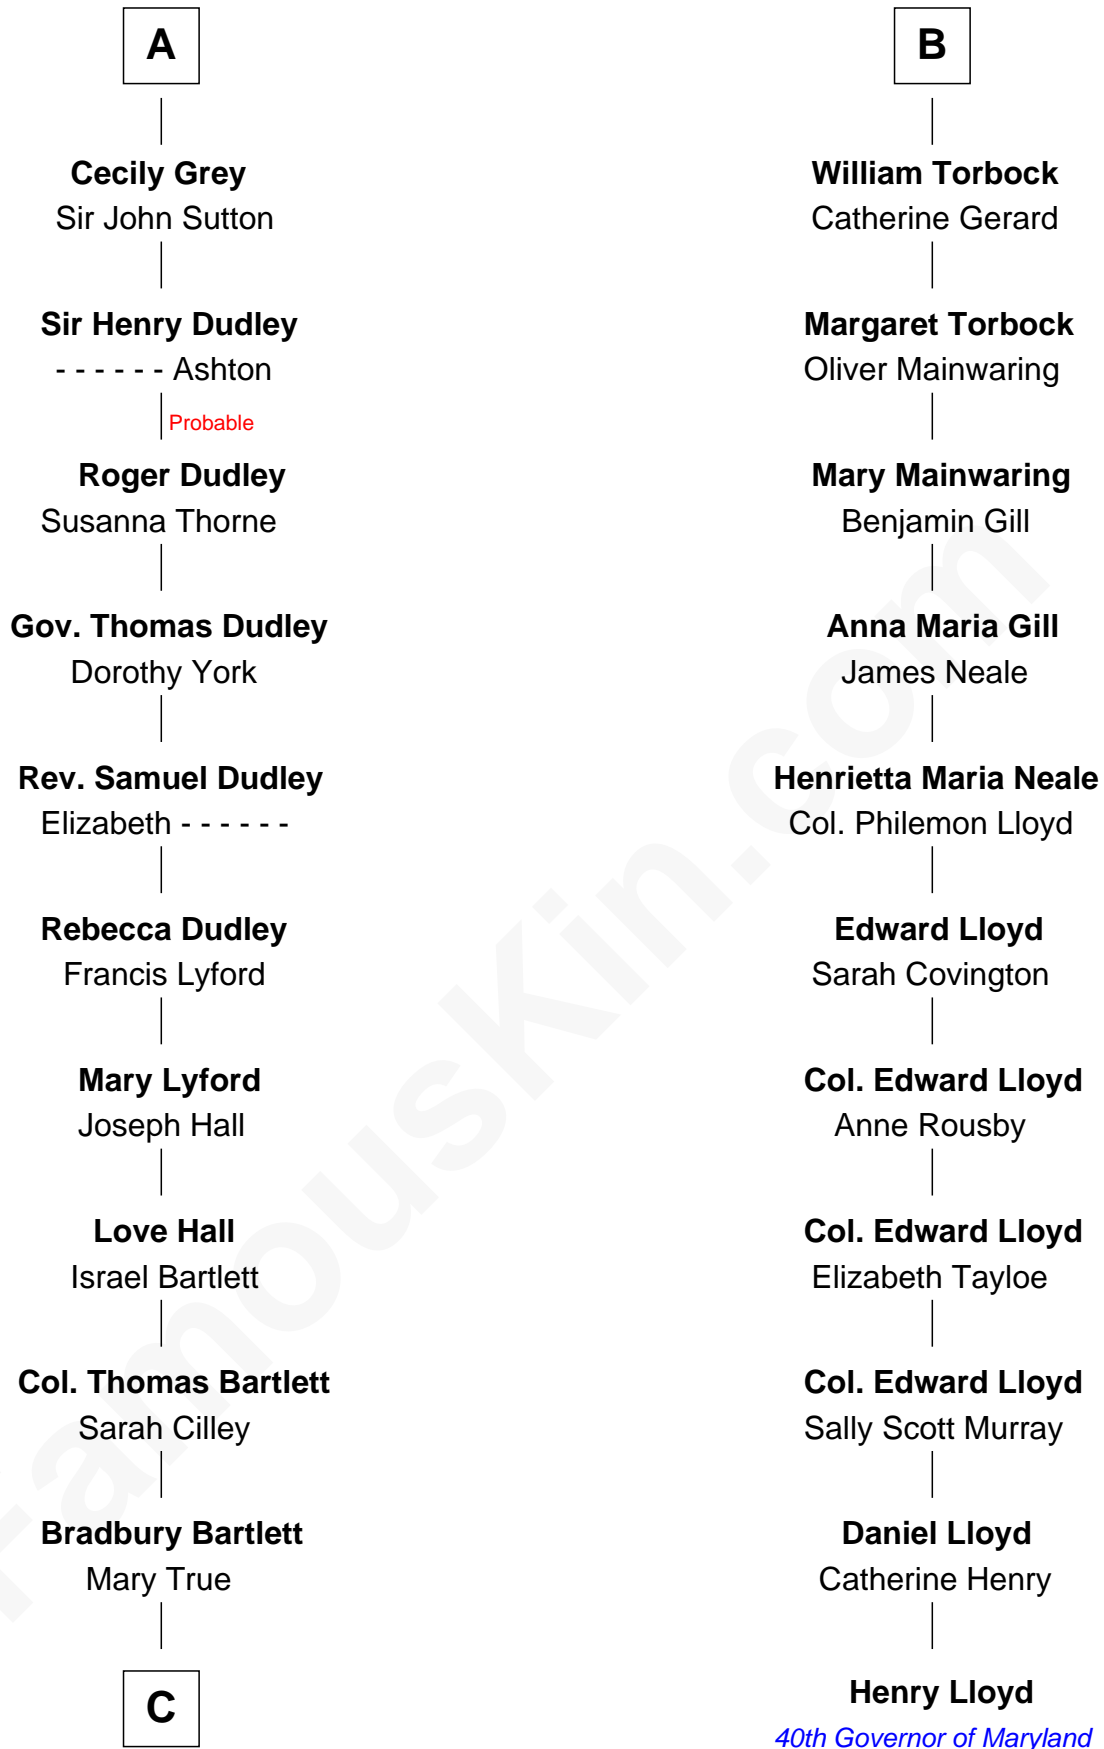 A
Cecily Grey
Sir John Sutton
Sir Henry Dudley
- - - - - - Ashton
Probable
Roger Dudley
Susanna Thorne
Gov. Thomas Dudley
Dorothy York
Rev. Samuel Dudley
Elizabeth - - - - - -
Rebecca Dudley
Francis Lyford
Mary Lyford
Joseph Hall
Love Hall
Israel Bartlett
Col. Thomas Bartlett
Sarah Cilley
Bradbury Bartlett
Mary True
C
B
William Torbock
Catherine Gerard
Margaret Torbock
Oliver Mainwaring
Mary Mainwaring
Benjamin Gill
Anna Maria Gill
James Neale
Henrietta Maria Neale
Col. Philemon Lloyd
Edward Lloyd
Sarah Covington
Col. Edward Lloyd
Anne Rousby
Col. Edward Lloyd
Elizabeth Tayloe
Col. Edward Lloyd
Sally Scott Murray
Daniel Lloyd
Catherine Henry
Henry Lloyd
40th Governor of Maryland
FamousKin.com